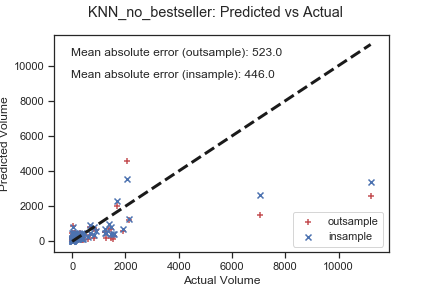 KNN_no_bestseller: Predicted vs Actual
Mean absolute error (outsample): 523.0
Mean absolute error (insample): 446.0
10000
8000
6000
4000
2000
0
Predicted Volume
outsample
insample
0 2000 4000 6000 8000 10000
Actual Volume